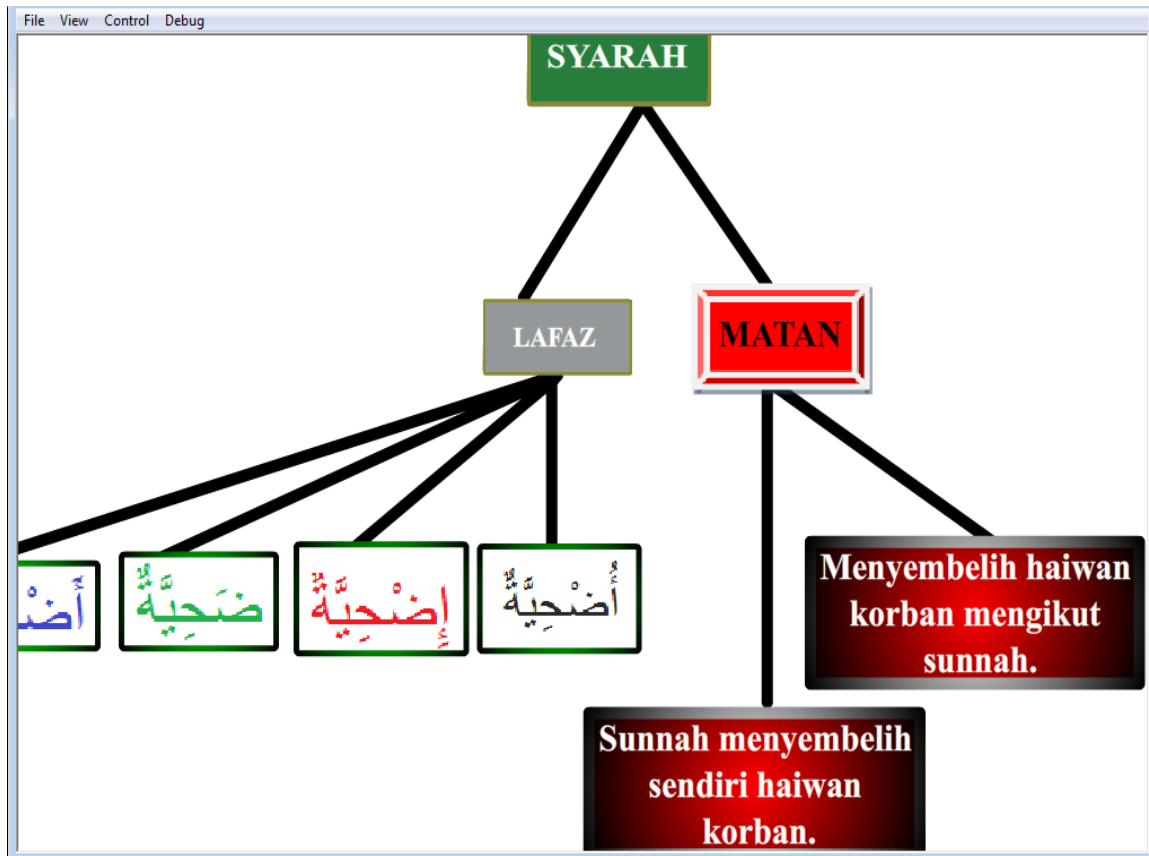 File View Control Debug
SYARAH
LAFAZ
MATAN
أُضْحِيَّةٌ
إِضْحِيَّةٌ
ضَحِيَّةٌ
Menyembelih haiwan
korban mengikut
sunnah.
Sunnah menyembelih
sendiri haiwan
korban.